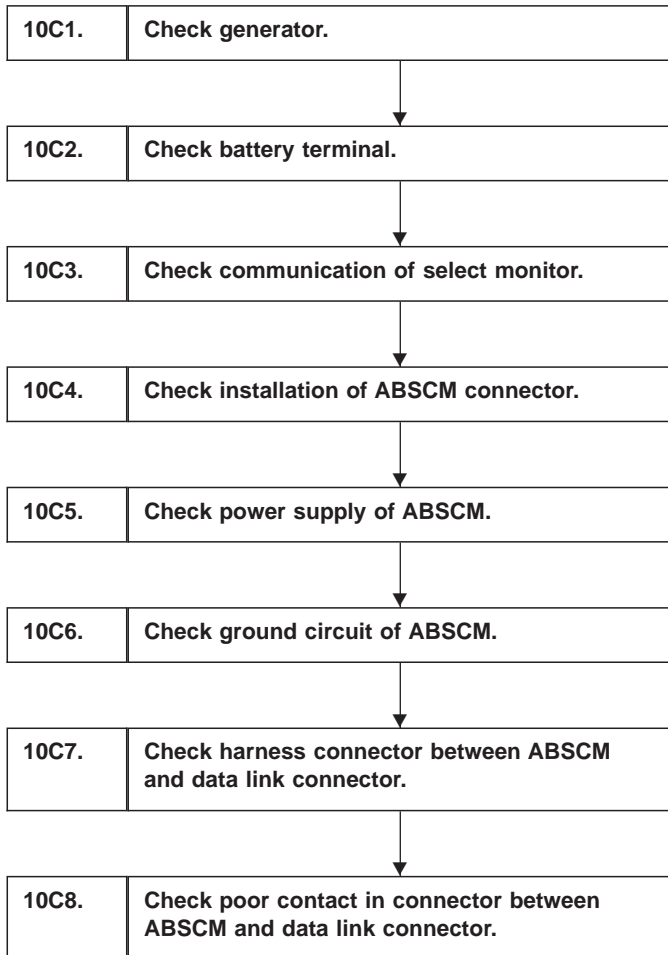 10C1. Check generator.
10C2. Check battery terminal.
10C3. Check communication of select monitor.
10C4. Check installation of ABSCM connector.
10C5. Check power supply of ABSCM.
10C6. Check ground circuit of ABSCM.
10C7. Check harness connector between ABSCM
and data link connector.
10C8. Check poor contact in connector between
ABSCM and data link connector.